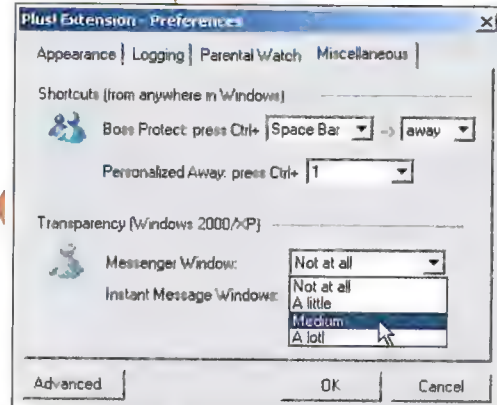 Plus! Extension - Preferences
Appearance Logging Parental Watch Miscellaneous
Shortcuts (from anywhere in Windows)
Boss Protect: press Ctrl+ Space Bar -> away
Personalized Away: press Ctrl+ 1
Transparency (Windows 2000/XP)
Messenger Window: Not at all
Instant Message Windows: Not at all
A little
Medium
A lot!
Advanced OK Cancel